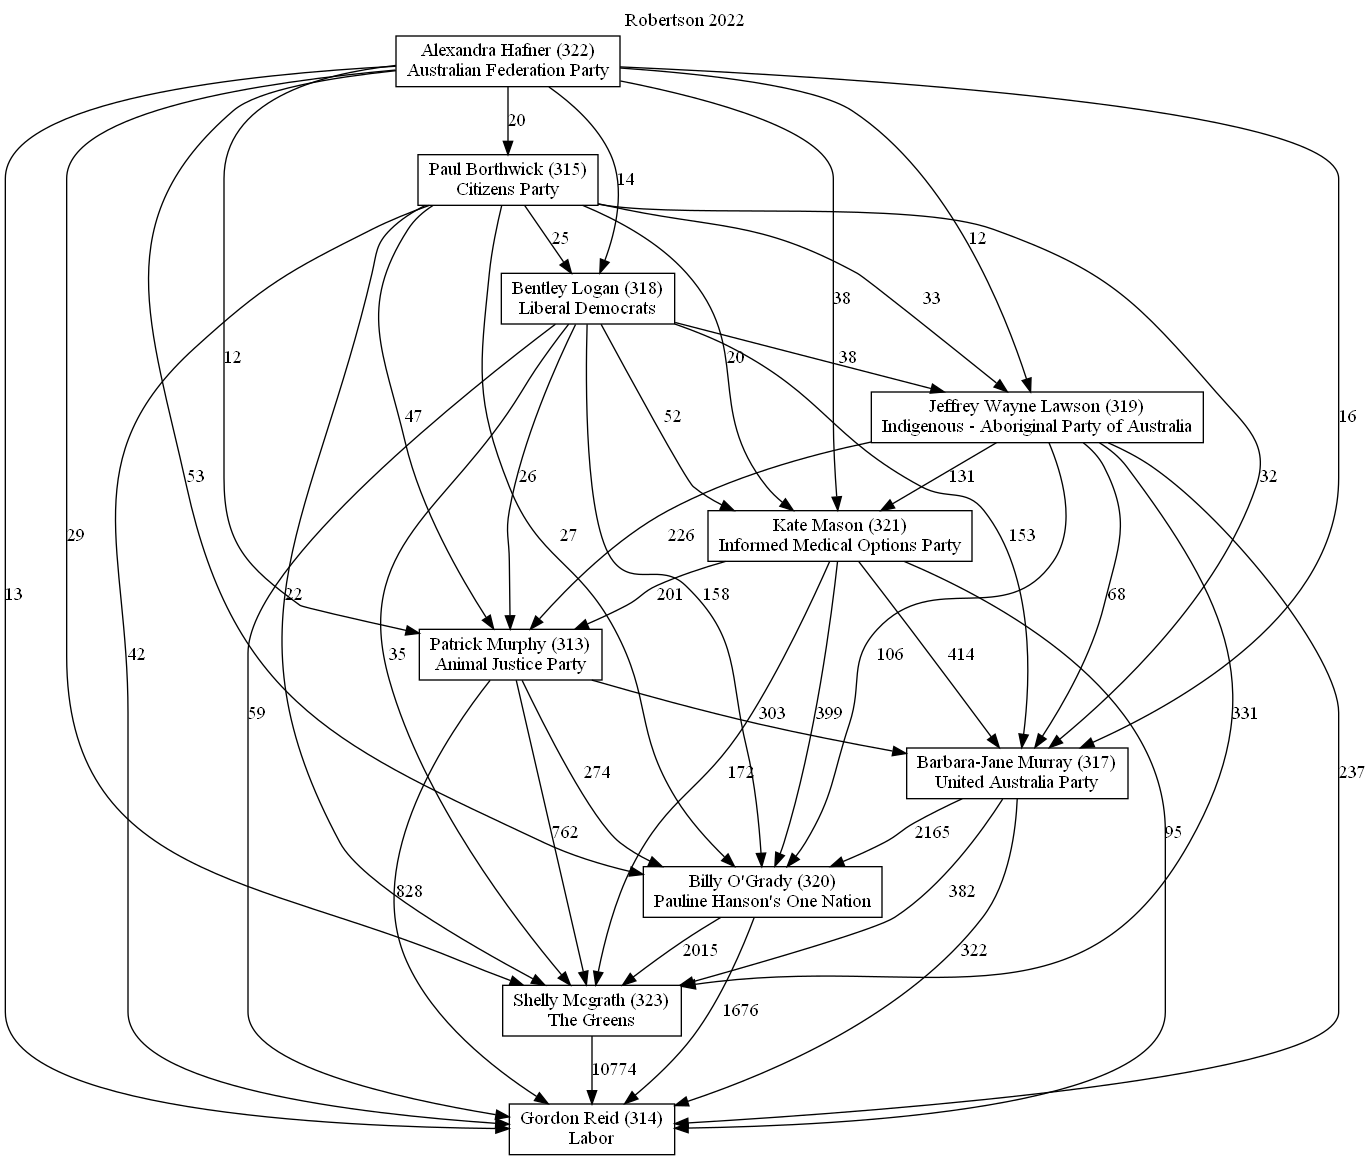 Robertson 2022
Alexandra Hafner (322)
Australian Federation Party
20
Paul Borthwick (315)
Citizens Party
14
25
12
Bentley Logan (318)
Liberal Democrats
38
33
12
20
38
Jeffrey Wayne Lawson (319)
Indigenous - Aboriginal Party of Australia
47
52
16
53
26
131
32
Kate Mason (321)
Informed Medical Options Party
29
27
226
153
13
22
201
158
68
Patrick Murphy (313)
Animal Justice Party
42
35
106
414
59
303
399
331
Barbara-Jane Murray (317)
United Australia Party
274
172
237
762
2165
95
Billy O'Grady (320)
Pauline Hanson's One Nation
828
382
2015
322
Shelly Mcgrath (323)
The Greens
1676
10774
Gordon Reid (314)
Labor